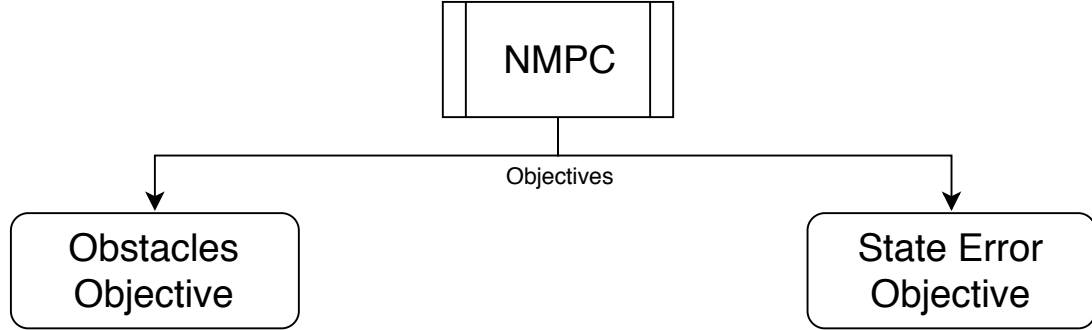 NMPC
Objectives
Obstacles
Objective
State Error
Objective